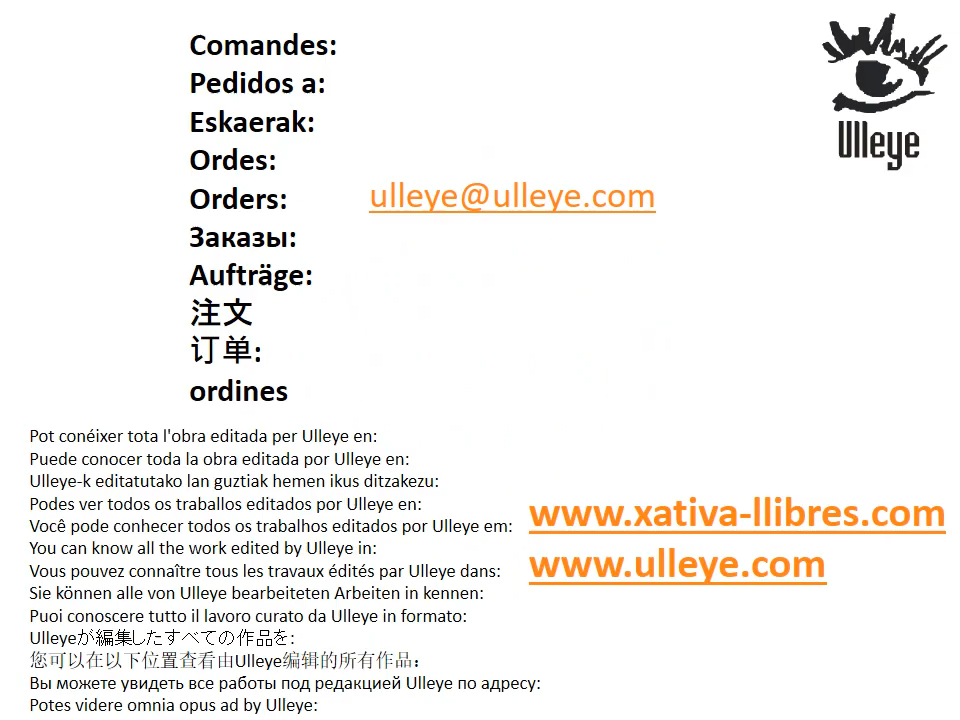 Comandes:
Pedidos a:
Eskaerak:
Ordes:
Orders:
Заказы:
Aufträge:
注文
订单:
ordines
ulleye@ulleye.com
Ulleye
Pot conéixer tota l'obra editada per Ulleye en:
Puede conocer toda la obra editada por Ulleye en:
Ulleye-k editatutako lan guztiak hemen ikus ditzakezu:
Podes ver todos os traballos editados por Ulleye en:
Você pode conhecer todos os trabalhos editados por Ulleye em:
You can know all the work edited by Ulleye in:
Vous pouvez connaître tous les travaux édités par Ulleye dans:
Sie können alle von Ulleye bearbeiteten Arbeiten in kennen:
Puoi conoscere tutto il lavoro curato da Ulleye in formato:
Ulleyeが編集したすべての作品を:
您可以在以下位置查看由Ulleye编辑的所有作品：
Вы можете увидеть все работы под редакцией Ulleye по адресу:
Potes videre omnia opus ad by Ulleye:
www.xativa-llibres.com
www.ulleye.com